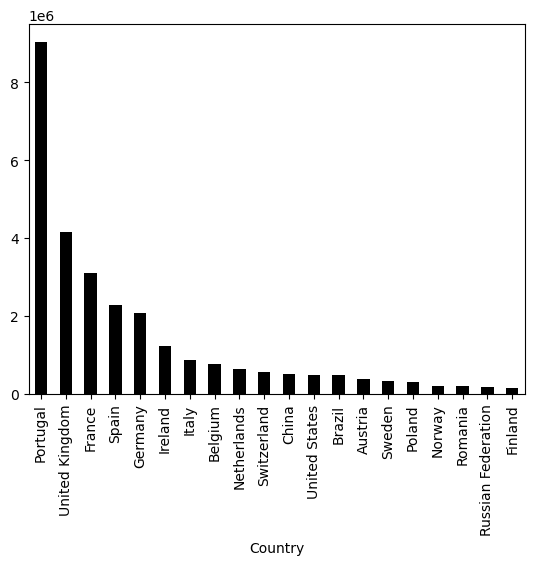 1e6
8
6
4
2
0
Portugal
United Kingdom
France
Spain
Germany
Ireland
Italy
Belgium
Netherlands
Switzerland
China
United States
Brazil
Austria
Sweden
Poland
Norway
Romania
Russian Federation
Finland
Country